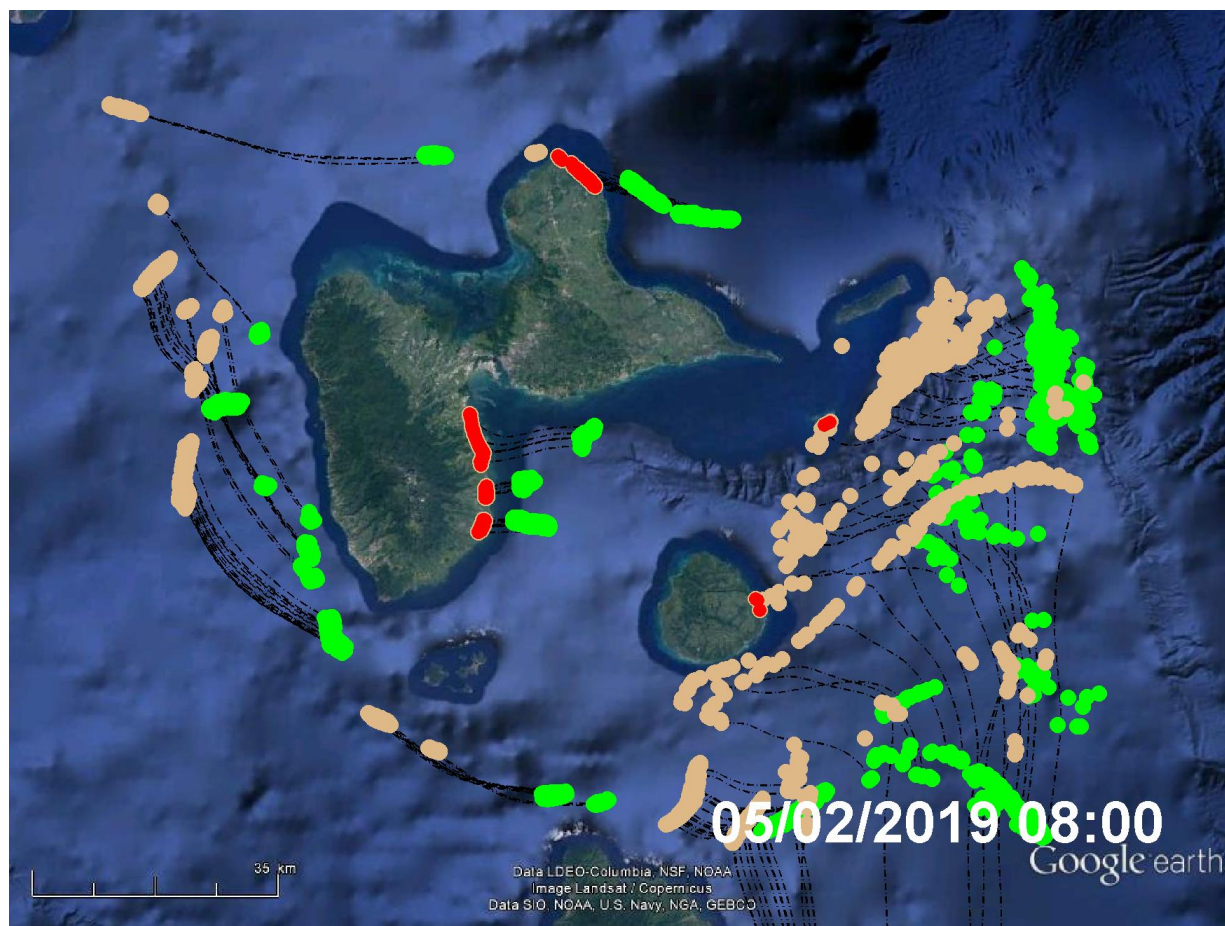 05/02/2019 08:00
Google earth
35 km
Data LDEO-Columbia, NSF, NOAA
Image Landsat / Copernicus
Data SIO, NOAA, U.S. Navy, NGA, GEBCO